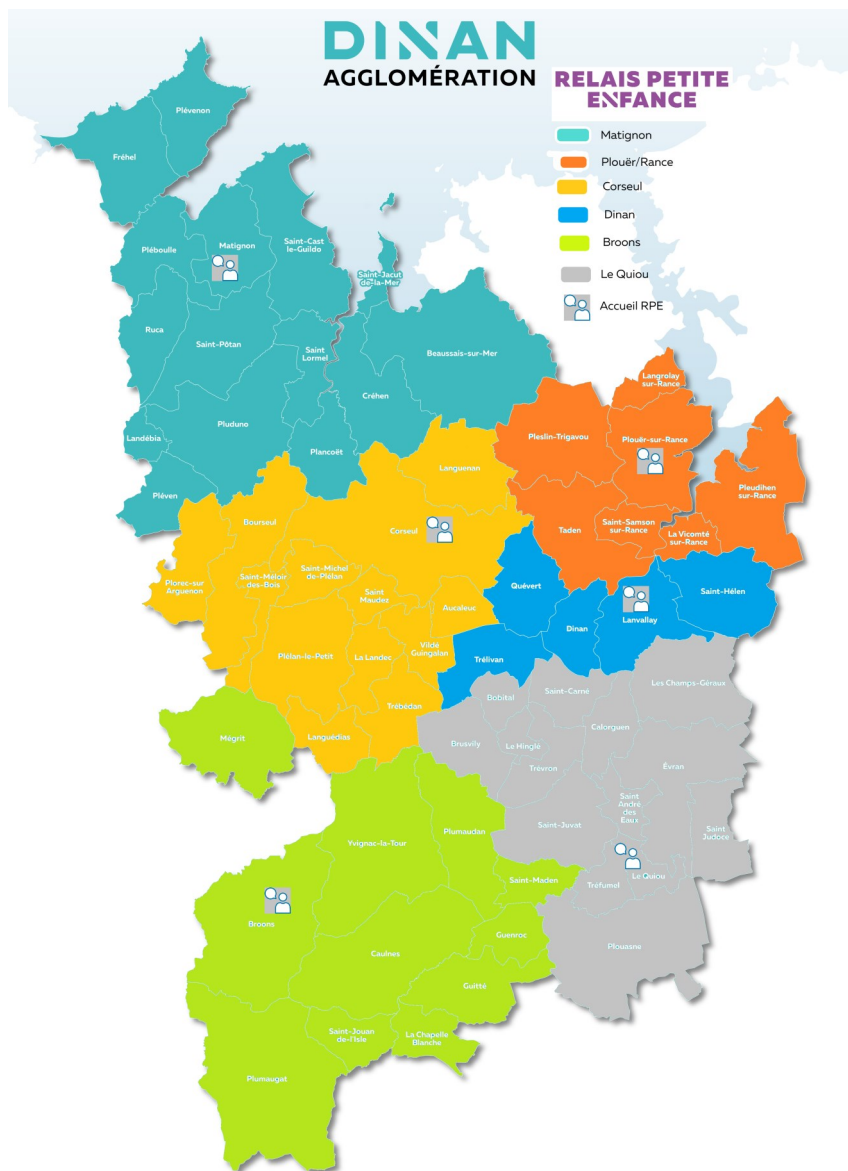 DINAN
AGGLOMÉRATION
RELAIS PETITE
ENFANCE
Matignon
Plouër/Rance
Corseul
Dinan
Broons
Le Quiou
Accueil RPE
Plévenon
Fréhel
Pléboulle
Matignon
Saint-Cast
le-Guildo
Saint-Jacut
de-la-Mer
Ruca
Saint-Pôtan
Saint
Lormel
Beaussais-sur-Mer
Créhen
Landébia
Pluduno
Plancoët
Pléven
Langrolay
sur-Rance
Pleslin-Trigavou
Plouër-sur-Rance
Pleudihen
sur-Rance
Taden
Saint-Samson
sur-Rance
La Vicomté
sur-Rance
Languenan
Bourseul
Corseul
Plorec-sur
Arguenon
Saint-Méloir
des-Bois
Saint-Michel
de-Plélan
Saint
Maudez
Aucaleuc
Plélan-le-Petit
La Landec
Vildé
Guingalan
Trébédan
Languédias
Quévert
Dinan
Lanvallay
Saint-Hélen
Trélivan
Bobital
Saint-Carné
Les Champs-Géraux
Brusvily
Le Hinglé
Calorguen
Trévron
Évran
Saint
André
des
Eaux
Saint-Juvat
Saint
Judoce
Tréfumel
Le Quiou
Plouasne
Mégrit
Yvignac-la-Tour
Plumaudan
Saint-Maden
Broons
Caulnes
Guenroc
Guitté
Saint-Jouan
de-l'Isle
La Chapelle
Blanche
Plumaugat